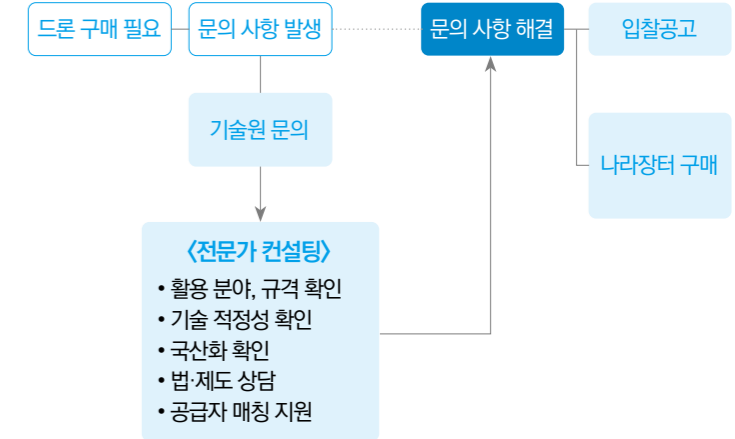 드론 구매 필요
문의 사항 발생
문의 사항 해결
입찰공고
기술원 문의
나라장터 구매
〈전문가 컨설팅〉
• 활용 분야, 규격 확인
• 기술 적정성 확인
• 국산화 확인
• 법·제도 상담
• 공급자 매칭 지원